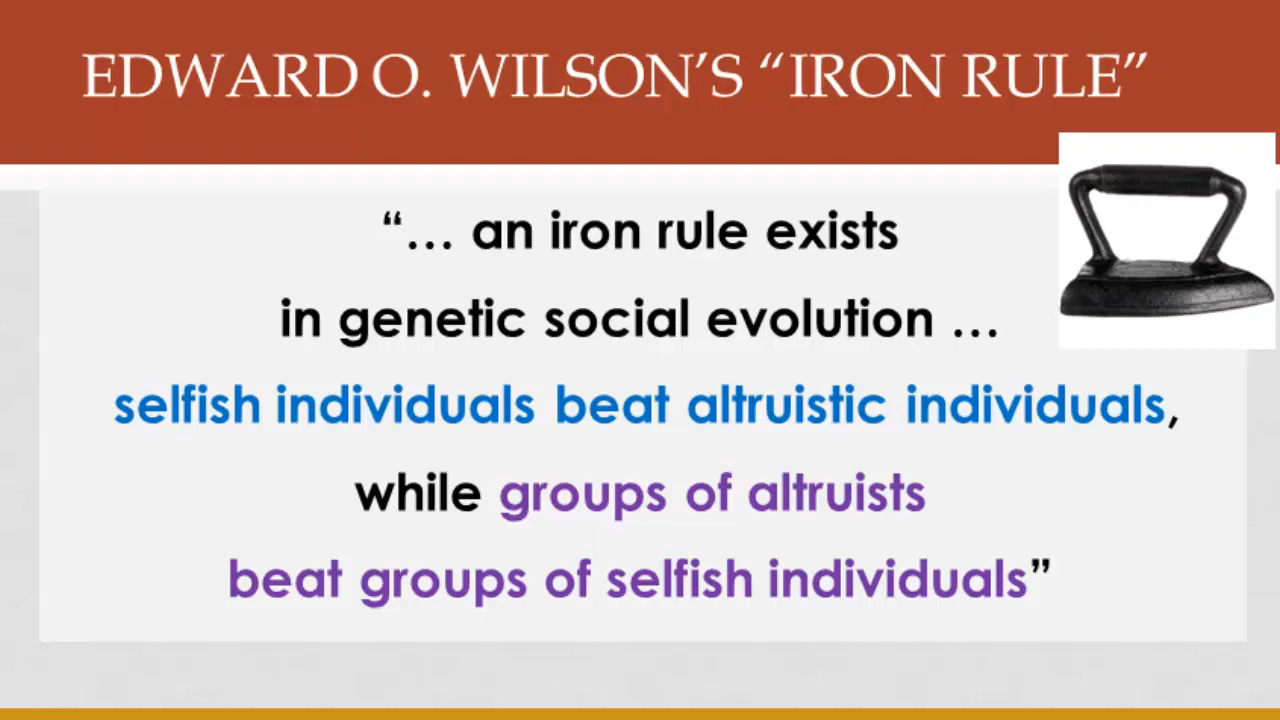 EDWARD O. WILSON’S “IRON RULE”
“… an iron rule exists
in genetic social evolution …
selfish individuals beat altruistic individuals,
while groups of altruists
beat groups of selfish individuals”